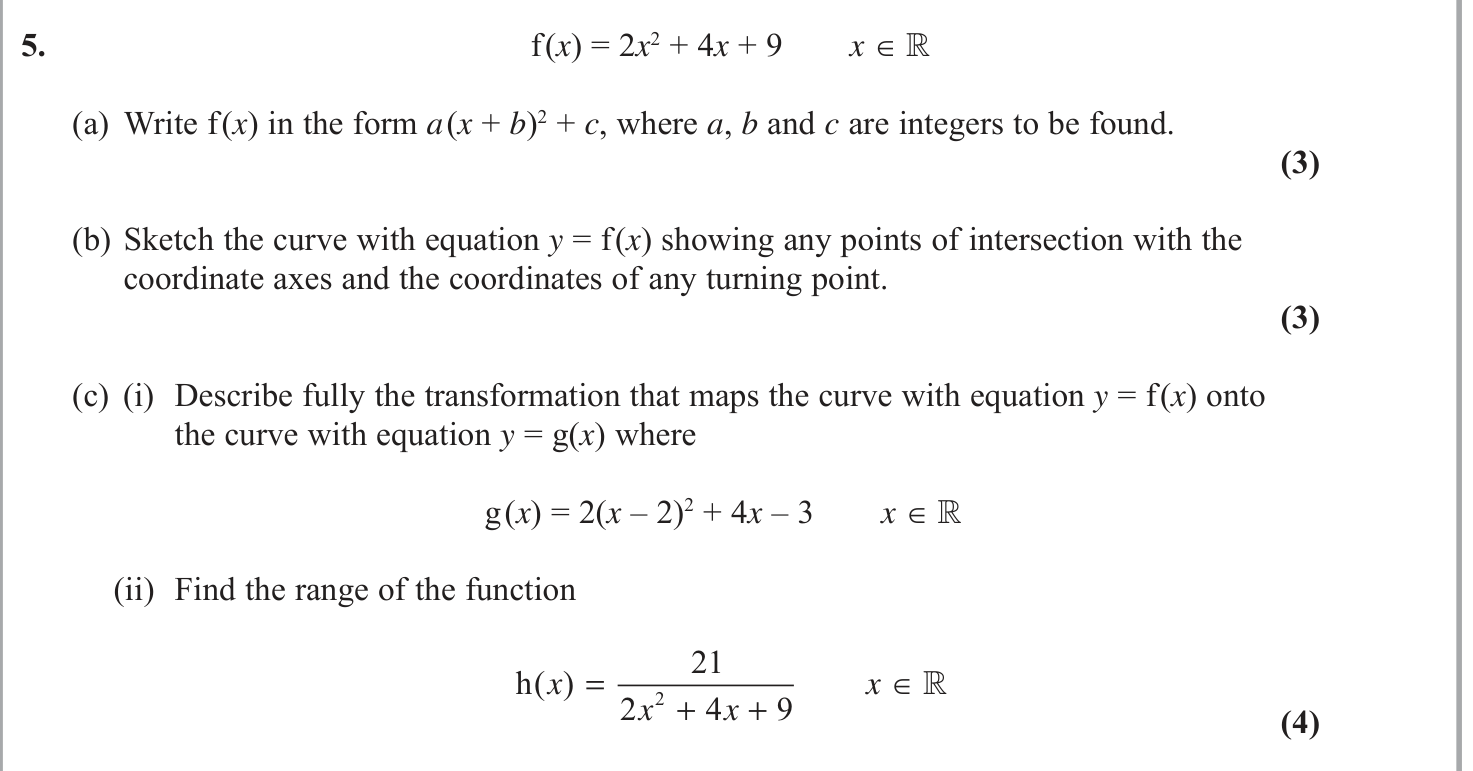 5. f(x) = 2x² + 4x + 9 x ∈ ℝ
(a) Write f(x) in the form a(x + b)² + c, where a, b and c are integers to be found.
(3)
(b) Sketch the curve with equation y = f(x) showing any points of intersection with the
coordinate axes and the coordinates of any turning point.
(3)
(c) (i) Describe fully the transformation that maps the curve with equation y = f(x) onto
the curve with equation y = g(x) where
g(x) = 2(x – 2)² + 4x – 3 x ∈ ℝ
(ii) Find the range of the function
h(x) = 21 / (2x² + 4x + 9) x ∈ ℝ
(4)